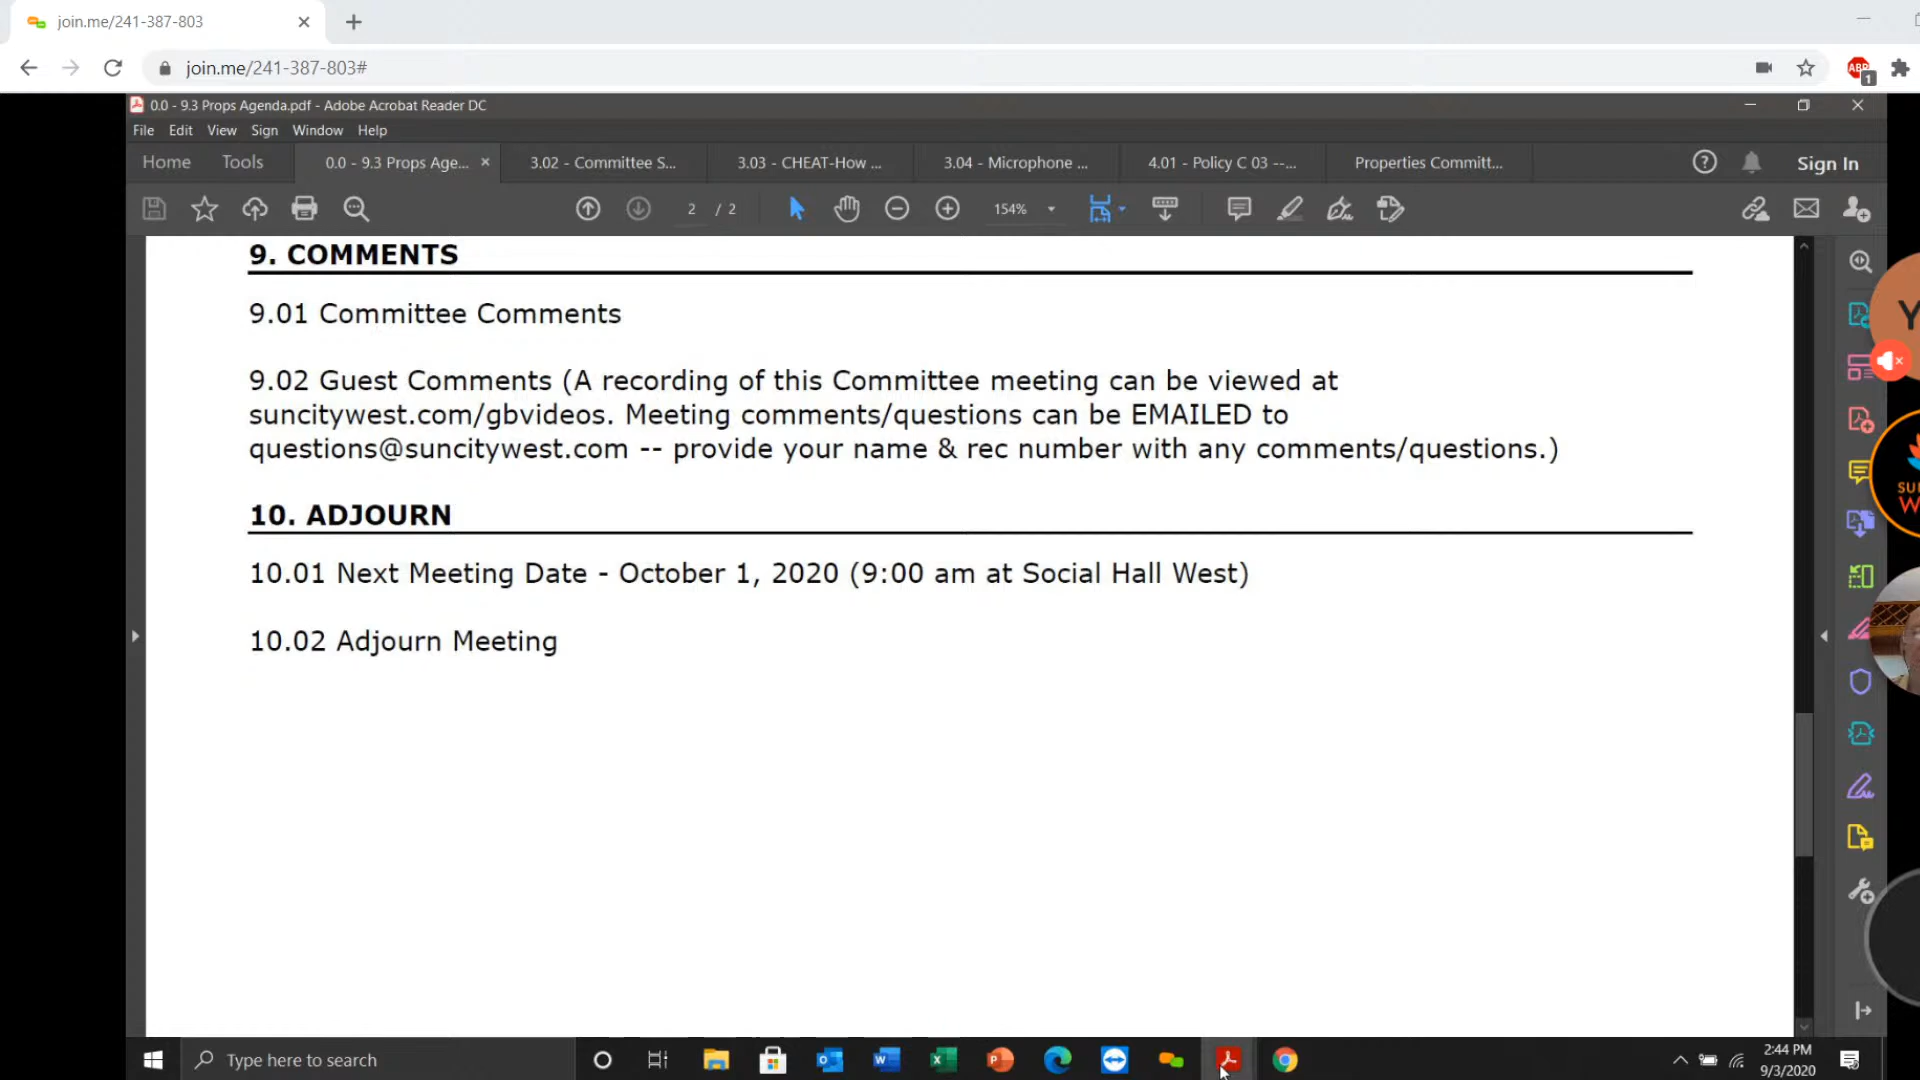 join.me/241-387-803
join.me/241-387-803#
ABP
1
0.0 - 9.3 Props Agenda.pdf - Adobe Acrobat Reader DC
File Edit View Sign Window Help
Home Tools 0.0 - 9.3 Props Age... 3.02 - Committee S... 3.03 - CHEAT-How ... 3.04 - Microphone ... 4.01 - Policy C 03 --... Properties Committ... Sign In
2 / 2 154%
9. COMMENTS
9.01 Committee Comments
9.02 Guest Comments (A recording of this Committee meeting can be viewed at
suncitywest.com/gbvideos. Meeting comments/questions can be EMAILED to
questions@suncitywest.com -- provide your name & rec number with any comments/questions.)
10. ADJOURN
10.01 Next Meeting Date - October 1, 2020 (9:00 am at Social Hall West)
10.02 Adjourn Meeting
Y
Type here to search
2:44 PM
9/3/2020